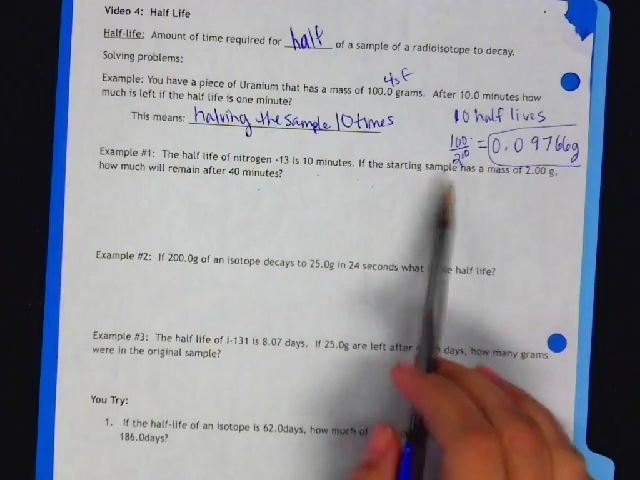 Video 4: Half Life
Half-life: Amount of time required for half of a sample of a radioisotope to decay.
Solving problems:
4sf
Example: You have a piece of Uranium that has a mass of 100.0 grams. After 10.0 minutes how
much is left if the half life is one minute?
10 half lives
This means: halving the sample 10 times
100/2^10 = 0.09766g
Example #1: The half life of nitrogen -13 is 10 minutes. If the starting sample has a mass of 2.00 g,
how much will remain after 40 minutes?
Example #2: If 200.0g of an isotope decays to 25.0g in 24 seconds what half life?
Example #3: The half life of I-131 is 8.07 days. If 25.0g are left after days, how many grams
were in the original sample?
You Try:
1. If the half-life of an isotope is 62.0days, how much of
186.0days?